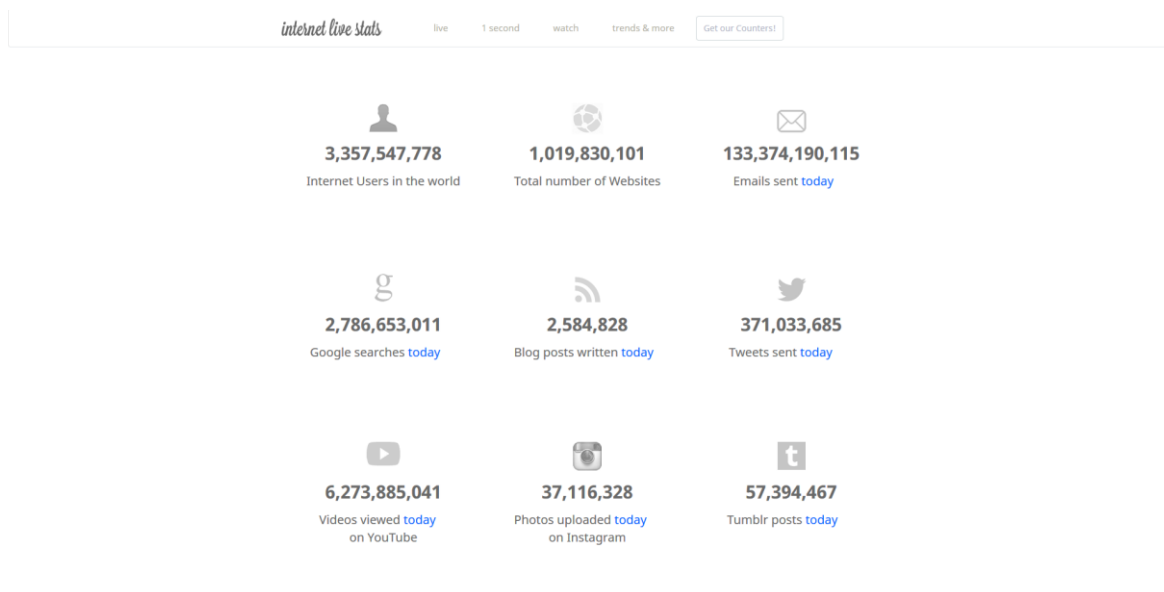 internet live stats
live
1 second
watch
trends & more
Get our Counters!
3,357,547,778
Internet Users in the world
1,019,830,101
Total number of Websites
133,374,190,115
Emails sent today
g
2,786,653,011
Google searches today
2,584,828
Blog posts written today
371,033,685
Tweets sent today
6,273,885,041
Videos viewed today
on YouTube
37,116,328
Photos uploaded today
on Instagram
t
57,394,467
Tumblr posts today